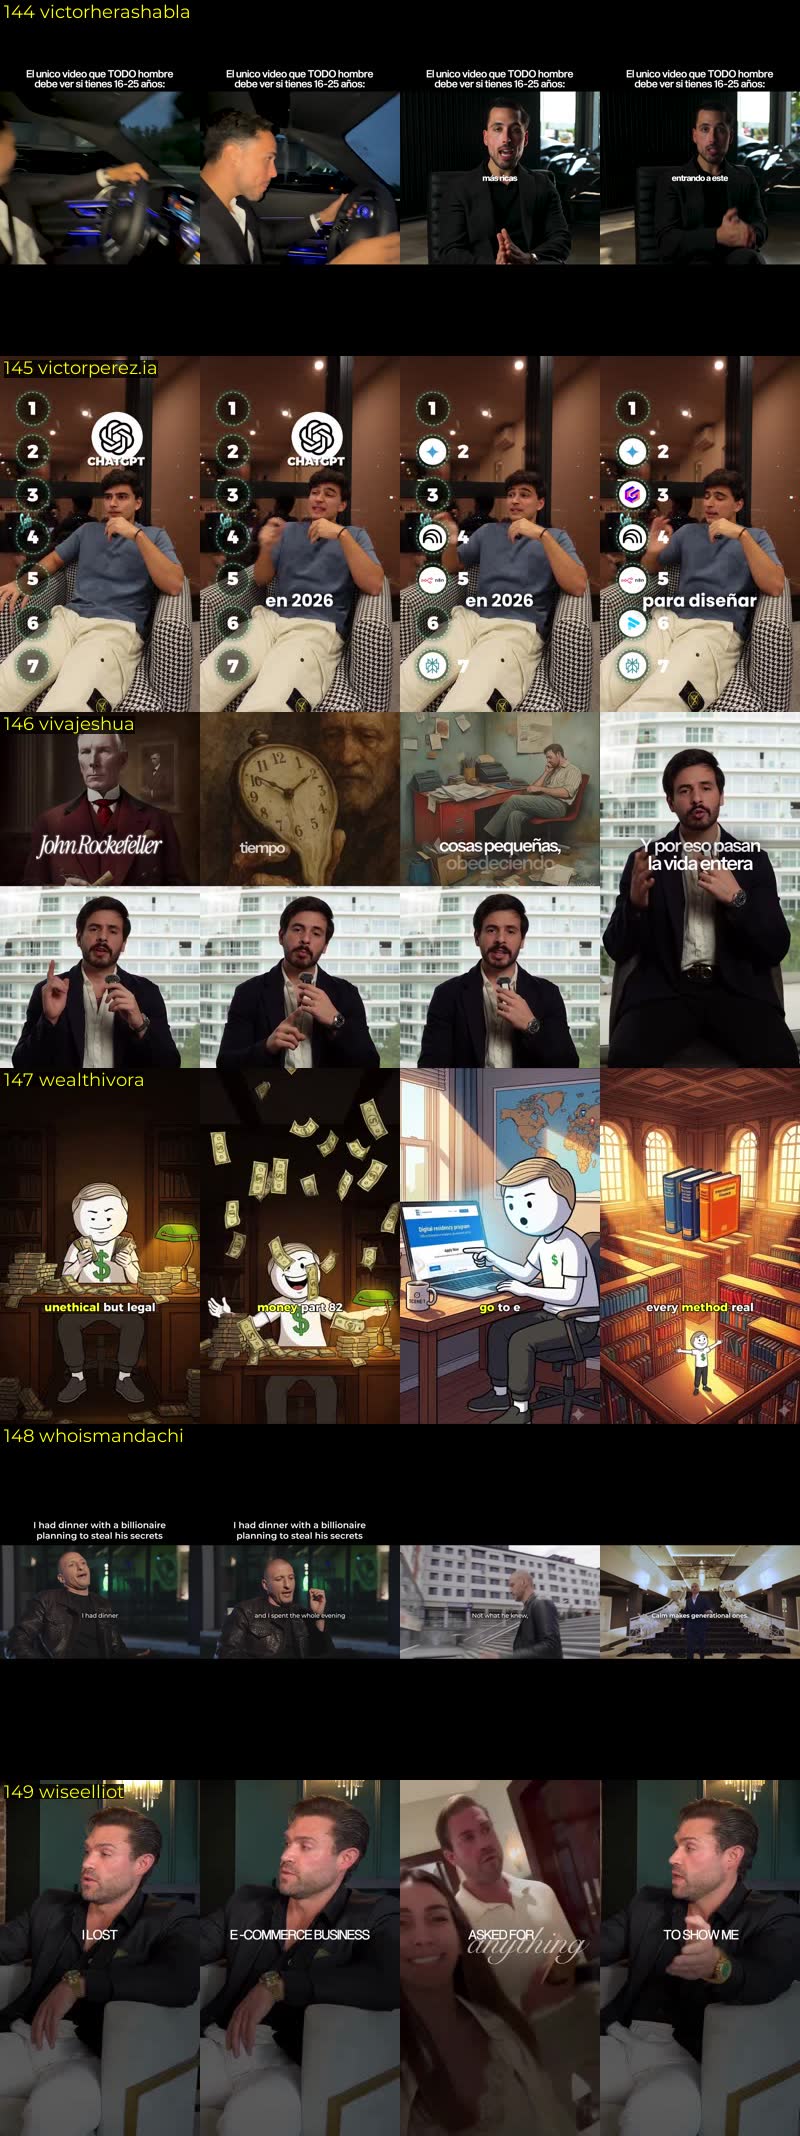 144 victorherashabla
El unico video que TODO hombre
debe ver si tienes 16-25 años:
El unico video que TODO hombre
debe ver si tienes 16-25 años:
El unico video que TODO hombre
debe ver si tienes 16-25 años:
El unico video que TODO hombre
debe ver si tienes 16-25 años:
más ricas
entrando a este
145 victorperez.ia
1
2
CHATGPT
3
4
5
6
7
1
2
CHATGPT
3
4
5
en 2026
6
7
1
2
3
4
n8n 5
en 2026
6
7
1
2
3
4
n8n 5
para diseñar
6
7
146 vivajeshua
John Rockefeller
tiempo
cosas pequeñas,
obedeciendo
Y por eso pasan
la vida entera
147 wealthivora
unethical but legal
money part 82
Digital residency program
Apply Now
$
go to e
every method real
148 whoismandachi
I had dinner with a billionaire
planning to steal his secrets
I had dinner with a billionaire
planning to steal his secrets
I had dinner
and I spent the whole evening
Not what he knew,
Calm makes generational ones.
149 wiseelliot
I LOST
E-COMMERCE BUSINESS
ASKED FOR
anything
TO SHOW ME